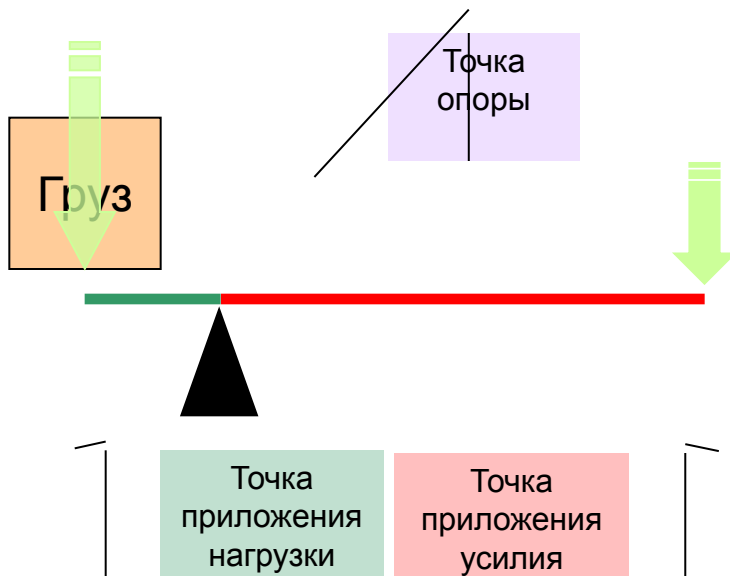 Точка
опоры
Груз
Точка
приложения
нагрузки
Точка
приложения
усилия